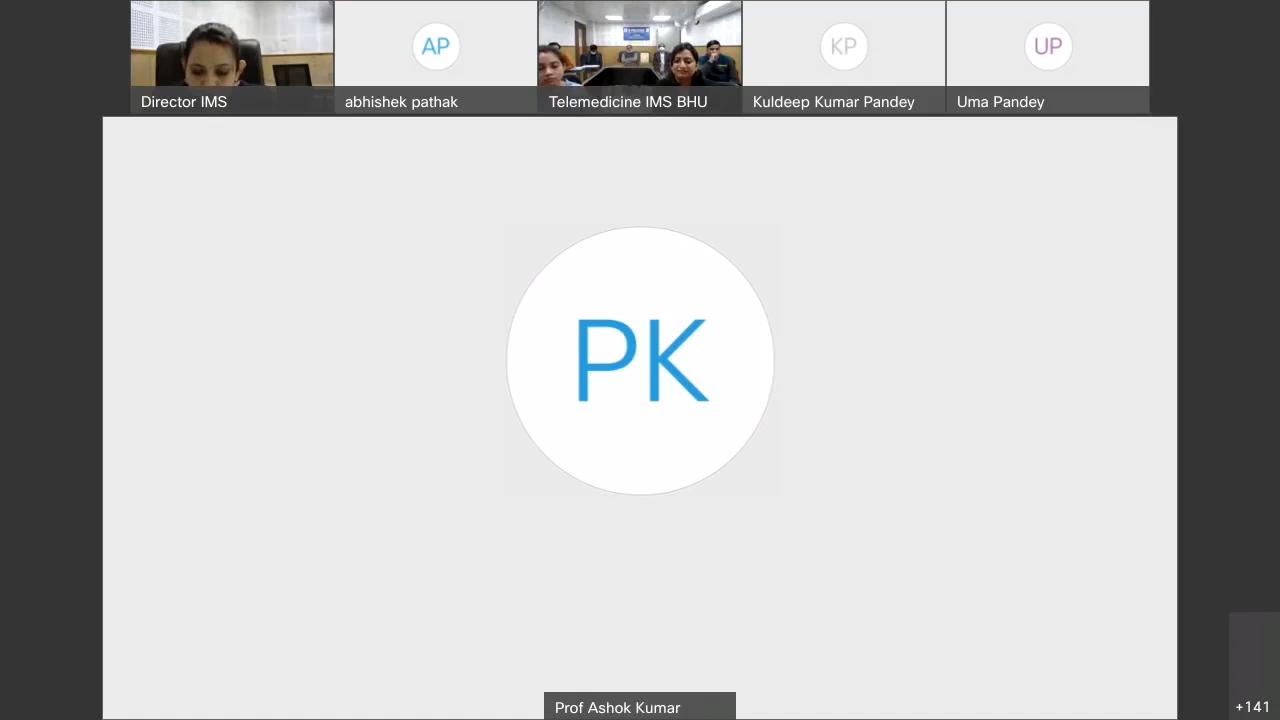 AP
KP
UP
Director IMS
abhishek pathak
Telemedicine IMS BHU
Kuldeep Kumar Pandey
Uma Pandey
PK
Prof Ashok Kumar
+141